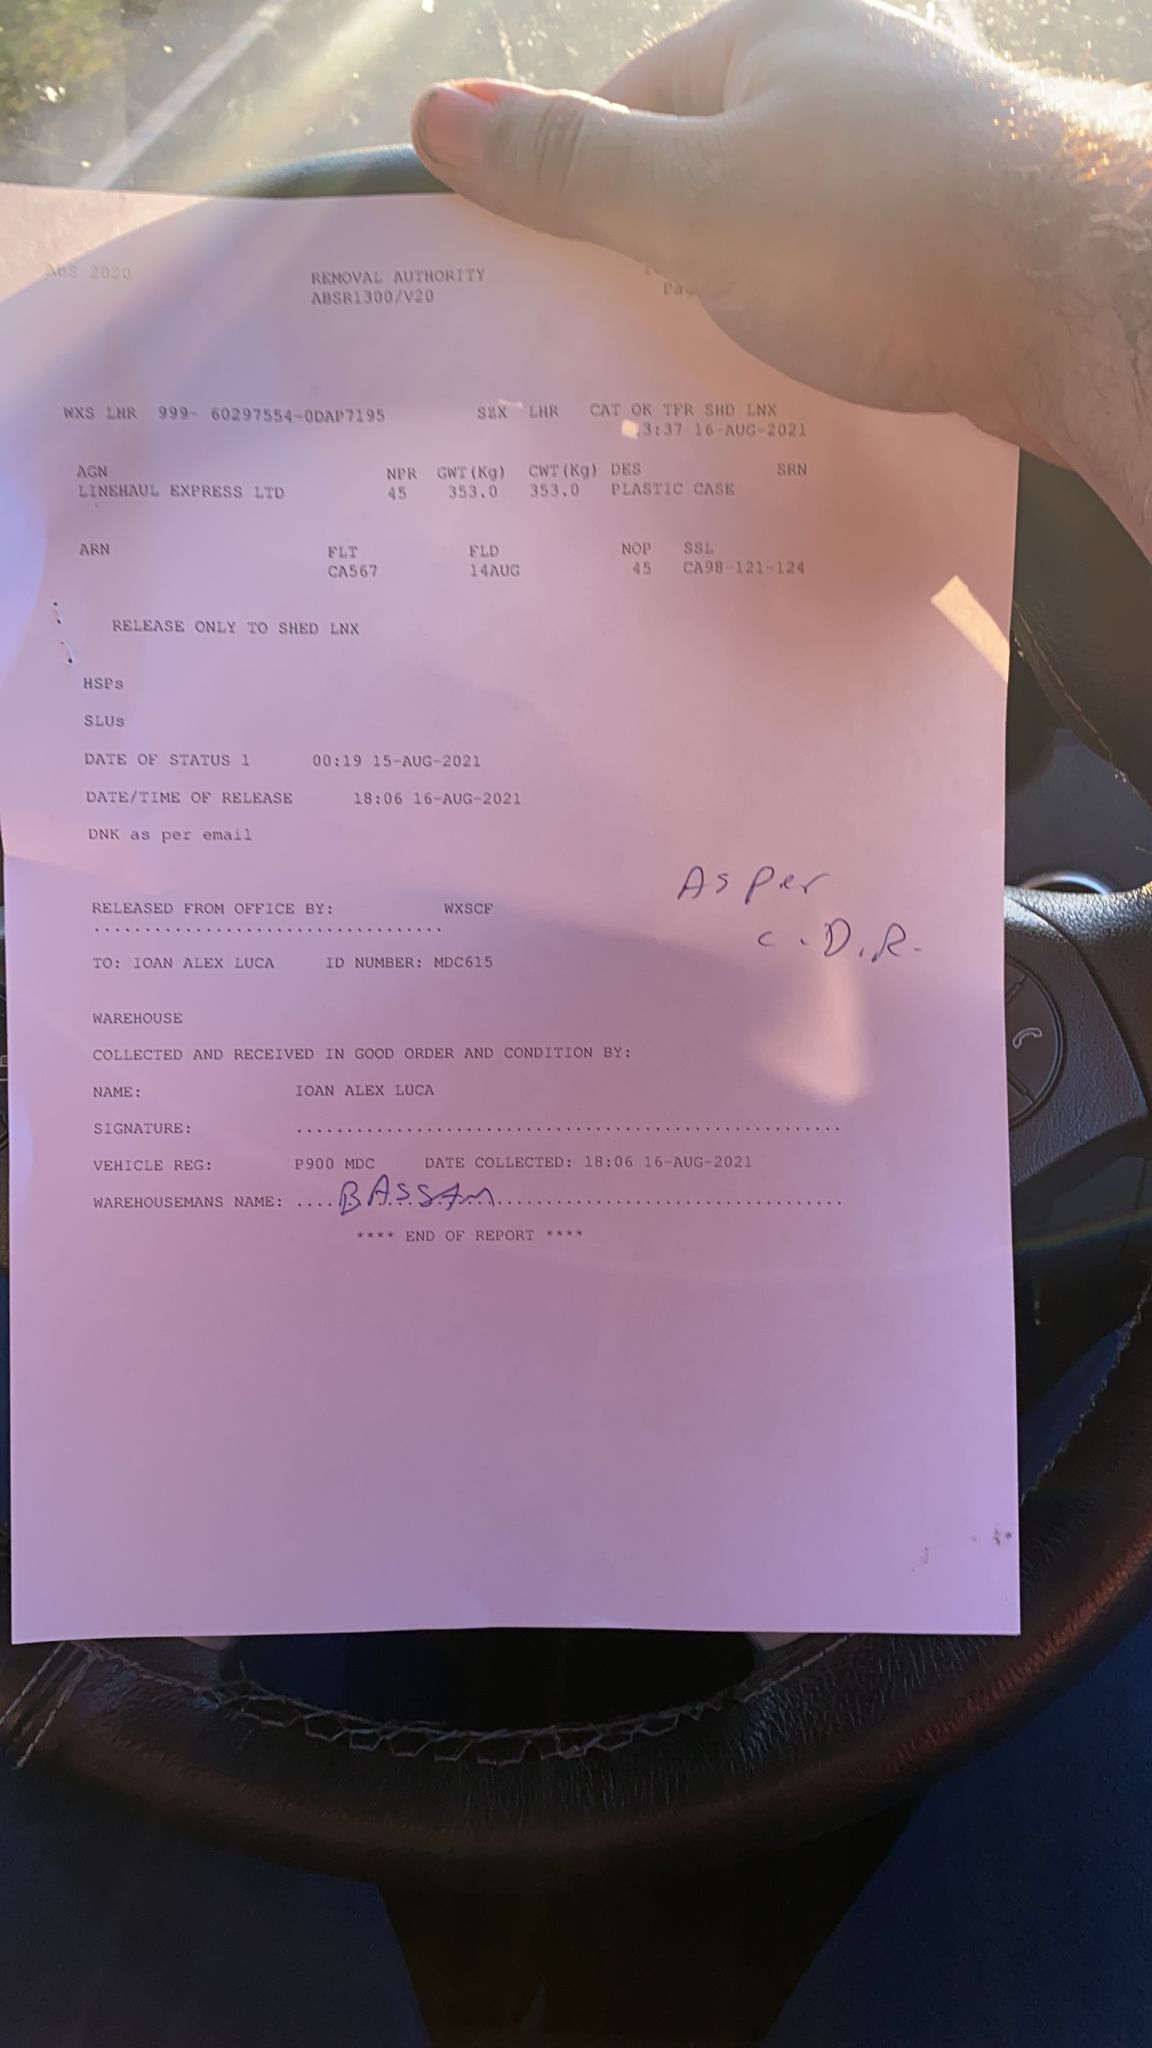 ABS 2020 REMOVAL AUTHORITY
ABSR1300/V20
WXS LHR 999- 60297554-0DAP7195 LHR CAT OK TFR SHD LNX
3:37 16-AUG-2021
AGN NPR GWT(Kg) CWT(Kg) DES SRN
LINEHAUL EXPRESS LTD 45 353.0 353.0 PLASTIC CASE
ARN FLT FLD NOP SSL
CA567 14AUG 45 CA98-121-124
RELEASE ONLY TO SHED LNX
HSPs
SLUs
DATE OF STATUS 1 00:19 15-AUG-2021
DATE/TIME OF RELEASE 18:06 16-AUG-2021
DNK as per email
As Per
C.D.R.
RELEASED FROM OFFICE BY: WXSCF
TO: IOAN ALEX LUCA ID NUMBER: MDC615
WAREHOUSE
COLLECTED AND RECEIVED IN GOOD ORDER AND CONDITION BY:
NAME: IOAN ALEX LUCA
SIGNATURE:
VEHICLE REG: P900 MDC DATE COLLECTED: 18:06 16-AUG-2021
WAREHOUSEMANS NAME: BASSAM
**** END OF REPORT ****